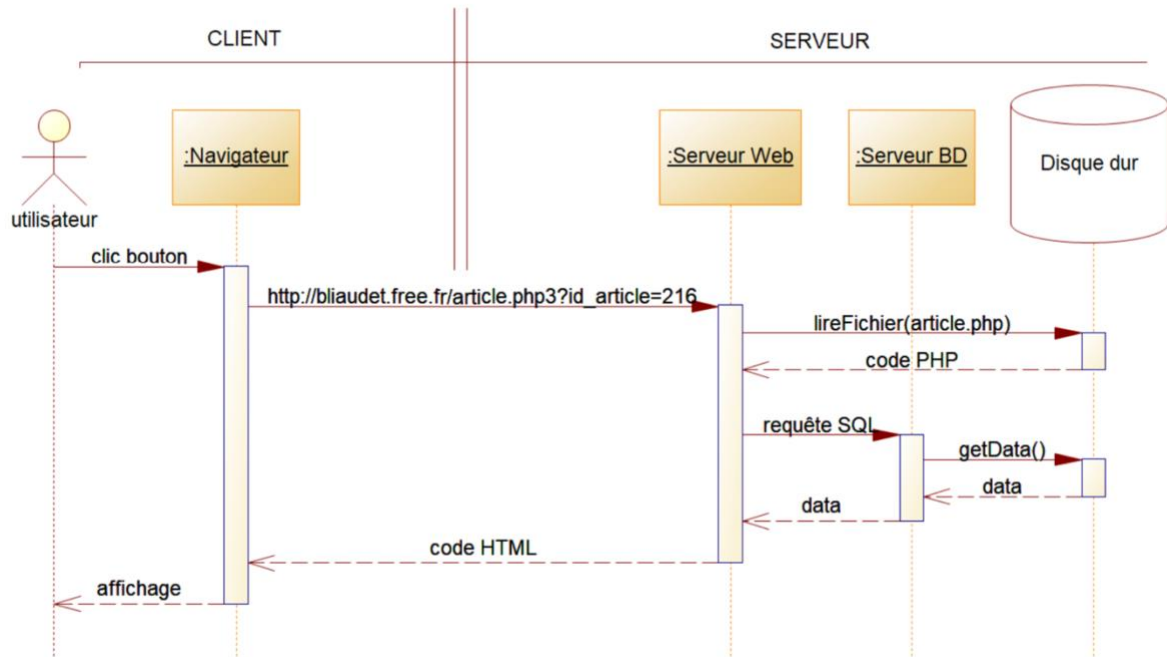 CLIENT
SERVEUR
:Navigateur
:Serveur Web
:Serveur BD
Disque dur
utilisateur
clic bouton
http://bliaudet.free.fr/article.php3?id_article=216
lireFichier(article.php)
code PHP
requête SQL
getData()
data
data
code HTML
affichage